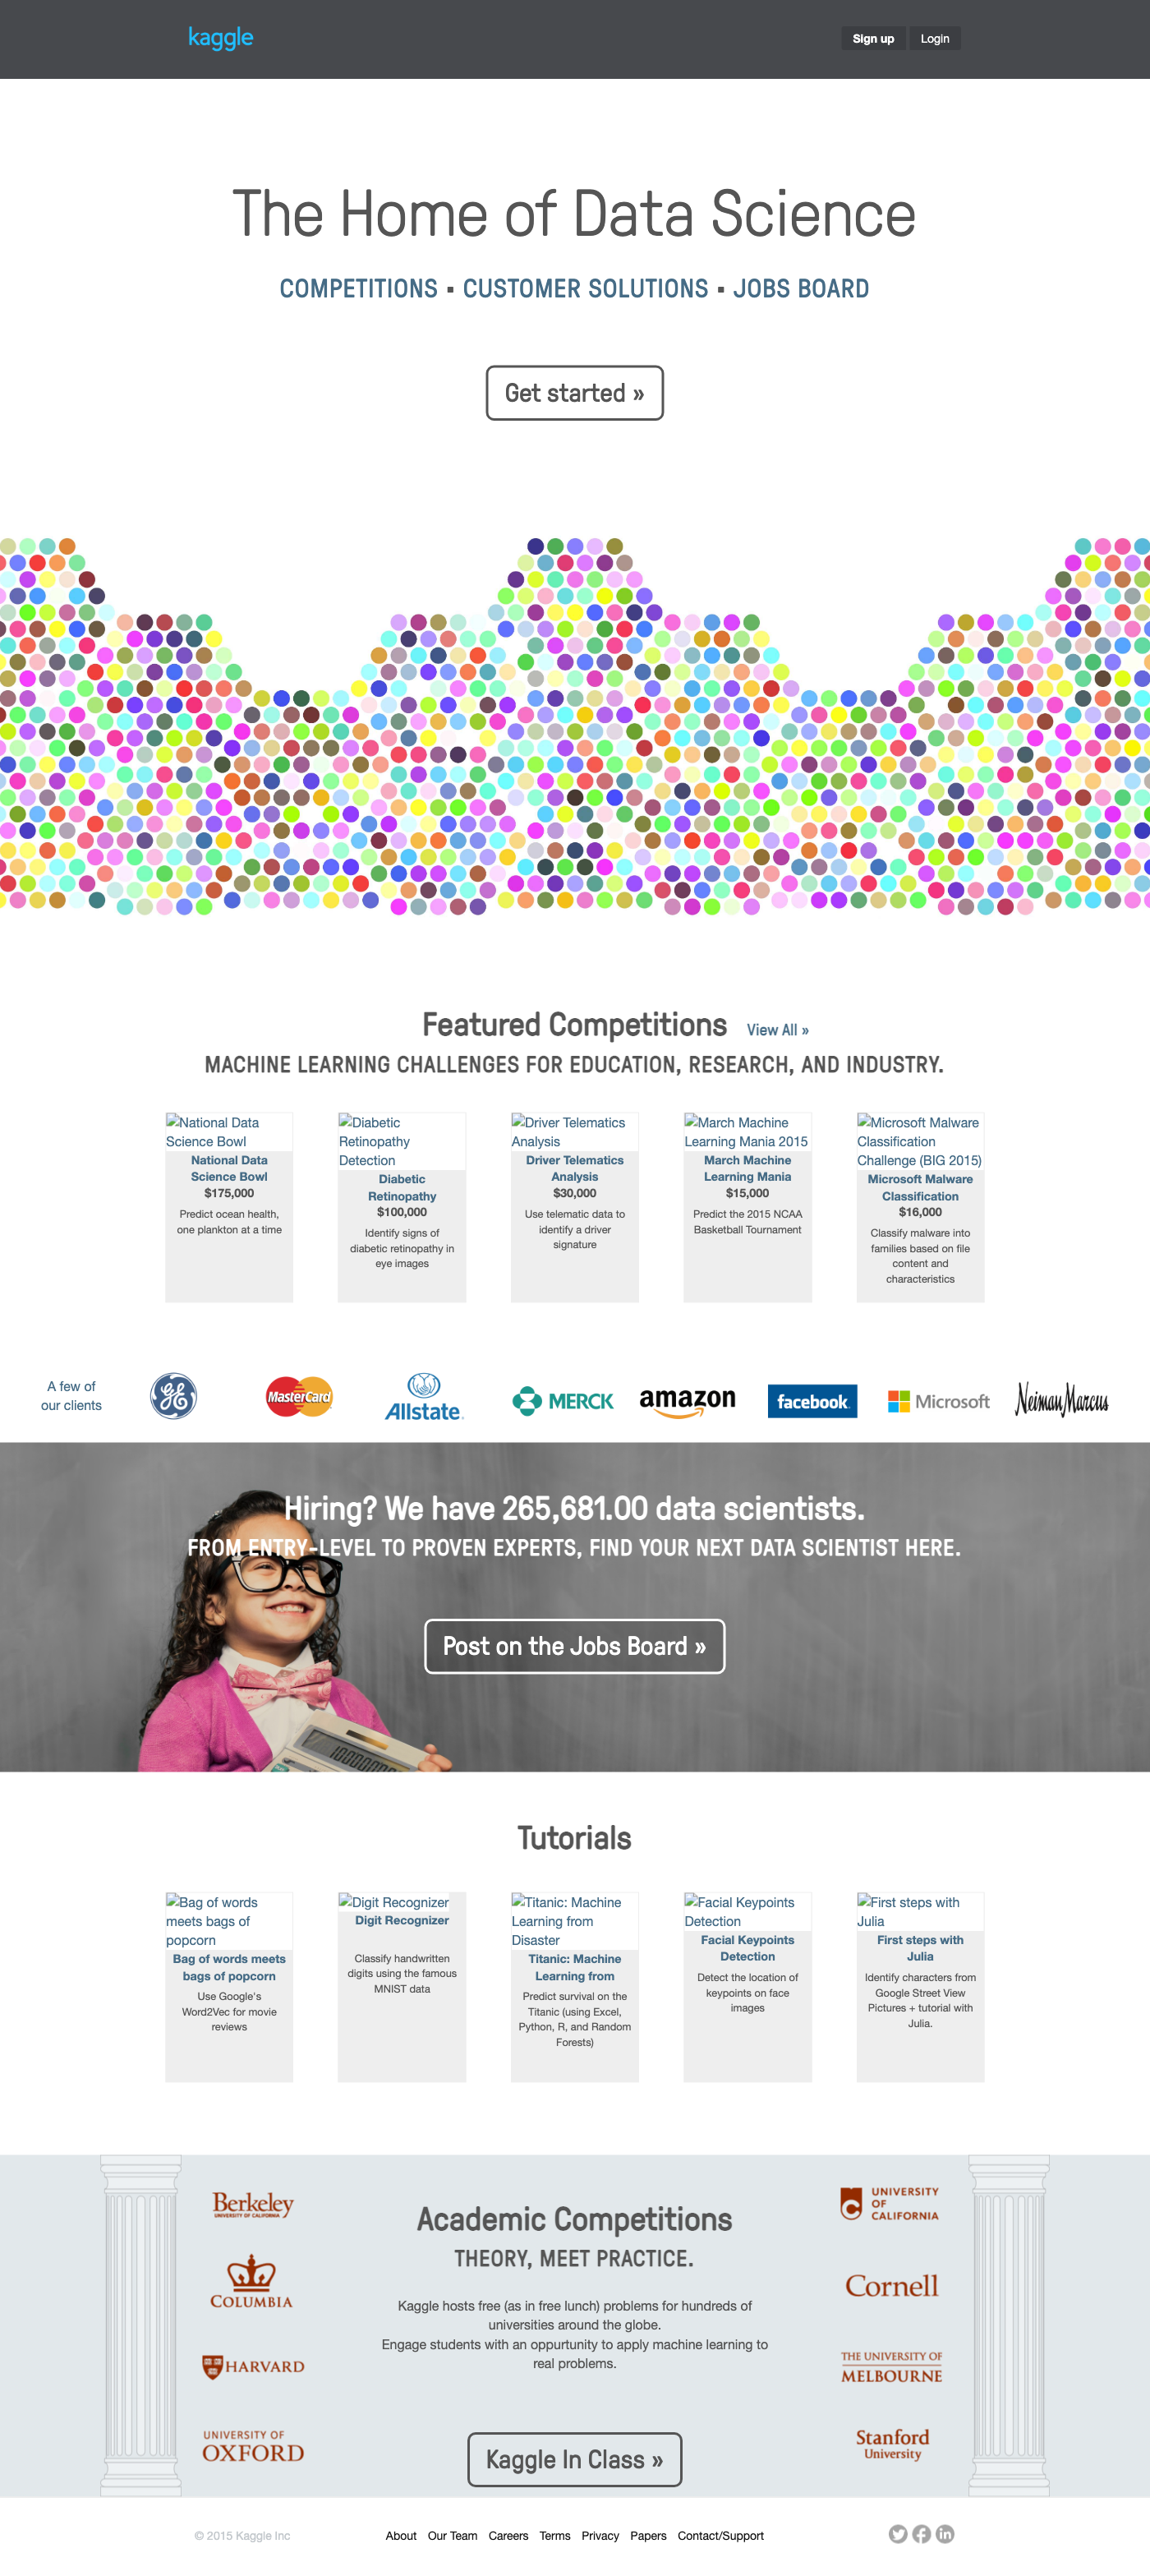 kaggle
Sign up
Login
The Home of Data Science
COMPETITIONS ▪ CUSTOMER SOLUTIONS ▪ JOBS BOARD
Get started »
Featured Competitions
View All »
MACHINE LEARNING CHALLENGES FOR EDUCATION, RESEARCH, AND INDUSTRY.
National Data
Science Bowl
National Data
Science Bowl
$175,000
Predict ocean health,
one plankton at a time
Diabetic
Retinopathy
Detection
Diabetic
Retinopathy
$100,000
Identify signs of
diabetic retinopathy in
eye images
Driver Telematics
Analysis
Driver Telematics
Analysis
$30,000
Use telematic data to
identify a driver
signature
March Machine
Learning Mania 2015
March Machine
Learning Mania
$15,000
Predict the 2015 NCAA
Basketball Tournament
Microsoft Malware
Classification
Challenge (BIG 2015)
Microsoft Malware
Classification
$16,000
Classify malware into
families based on file
content and
characteristics
A few of
our clients
GE
MasterCard
Allstate
MERCK
amazon
facebook
Microsoft
Neiman Marcus
Hiring? We have 265,681.00 data scientists.
FROM ENTRY-LEVEL TO PROVEN EXPERTS, FIND YOUR NEXT DATA SCIENTIST HERE.
Post on the Jobs Board »
Tutorials
Bag of words
meets bags of
popcorn
Bag of words meets
bags of popcorn
Use Google's
Word2Vec for movie
reviews
Digit Recognizer
Digit Recognizer
Classify handwritten
digits using the famous
MNIST data
Titanic: Machine
Learning from
Disaster
Titanic: Machine
Learning from
Predict survival on the
Titanic (using Excel,
Python, R, and Random
Forests)
Facial Keypoints
Detection
Facial Keypoints
Detection
Detect the location of
keypoints on face
images
First steps with
Julia
First steps with
Julia
Identify characters from
Google Street View
Pictures + tutorial with
Julia.
Berkeley
UNIVERSITY OF CALIFORNIA
COLUMBIA
HARVARD
UNIVERSITY OF
OXFORD
Academic Competitions
THEORY, MEET PRACTICE.
Kaggle hosts free (as in free lunch) problems for hundreds of
universities around the globe.
Engage students with an oppurtunity to apply machine learning to
real problems.
Kaggle In Class »
UNIVERSITY
OF
CALIFORNIA
Cornell
THE UNIVERSITY OF
MELBOURNE
Stanford
University
© 2015 Kaggle Inc
About
Our Team
Careers
Terms
Privacy
Papers
Contact/Support